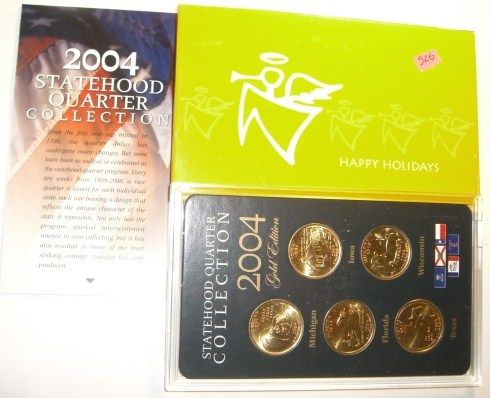 2004
STATEHOOD
QUARTER
COLLECTION
Since the first one was minted in
1796, the quarter dollar has
undergone many changes. But none
have been so radical or celebrated as
the statehood quarter program. Every
ten weeks from 1999-2008, a new
quarter is issued for each individual
state, each one bearing a design that
reflects the unique character of the
state it represents. Not only has the
program sparked unprecedented
interest in coin collecting, but it has
also resulted in some of the most
striking coinage America has ever
produced
526
HAPPY HOLIDAYS
STATEHOOD QUARTER
COLLECTION
2004
Gold Edition
Iowa
Wisconsin
Michigan
Florida
Texas